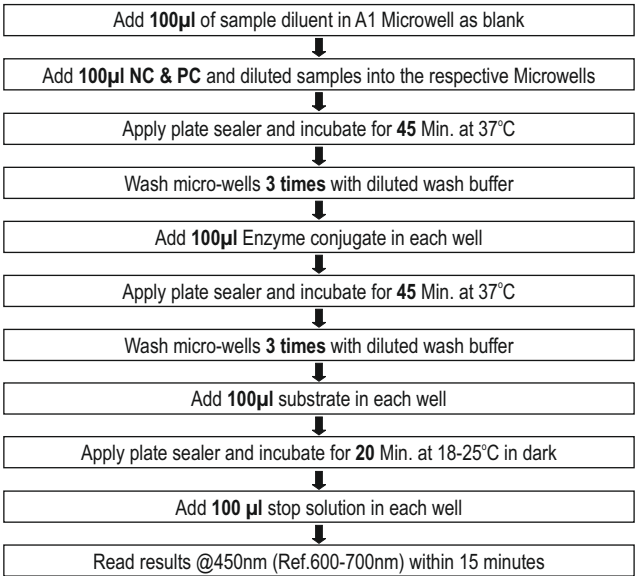 Add 100µl of sample diluent in A1 Microwell as blank
Add 100µl NC & PC and diluted samples into the respective Microwells
Apply plate sealer and incubate for 45 Min. at 37°C
Wash micro-wells 3 times with diluted wash buffer
Add 100µl Enzyme conjugate in each well
Apply plate sealer and incubate for 45 Min. at 37°C
Wash micro-wells 3 times with diluted wash buffer
Add 100µl substrate in each well
Apply plate sealer and incubate for 20 Min. at 18-25°C in dark
Add 100 µl stop solution in each well
Read results @450nm (Ref.600-700nm) within 15 minutes